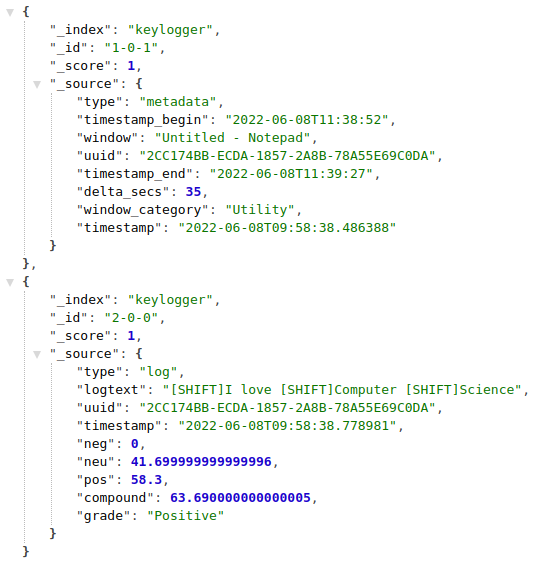 {
"_index": "keylogger",
"_id": "1-0-1",
"_score": 1,
"_source": {
"type": "metadata",
"timestamp_begin": "2022-06-08T11:38:52",
"window": "Untitled - Notepad",
"uuid": "2CC174BB-ECDA-1857-2A8B-78A55E69C0DA",
"timestamp_end": "2022-06-08T11:39:27",
"delta_secs": 35,
"window_category": "Utility",
"timestamp": "2022-06-08T09:58:38.486388"
}
},
{
"_index": "keylogger",
"_id": "2-0-0",
"_score": 1,
"_source": {
"type": "log",
"logtext": "[SHIFT]I love [SHIFT]Computer [SHIFT]Science",
"uuid": "2CC174BB-ECDA-1857-2A8B-78A55E69C0DA",
"timestamp": "2022-06-08T09:58:38.778981",
"neg": 0,
"neu": 41.699999999999996,
"pos": 58.3,
"compound": 63.690000000000005,
"grade": "Positive"
}
}